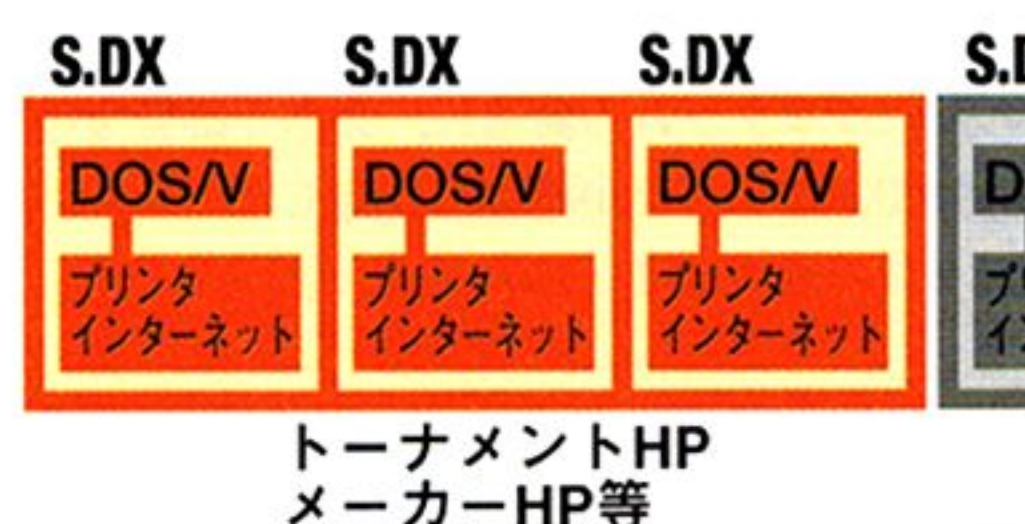 S.DX
S.DX
S.DX
DOS/V
プリンタ
インターネット
DOS/V
プリンタ
インターネット
DOS/V
プリンタ
インターネット
トーナメントHP
メーカーHP等